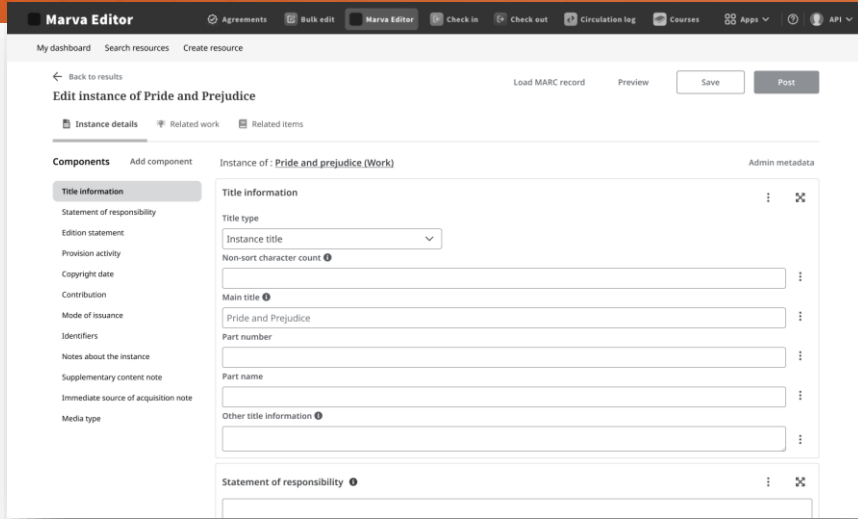 Marva Editor Agreements Bulk edit Marva Editor Check in Check out Circulation log Courses Apps API
My dashboard Search resources Create resource
Back to results
Edit instance of Pride and Prejudice
Load MARC record Preview Save Post
Instance details Related work Related items
Components Add component
Instance of : Pride and prejudice (Work) Admin metadata
Title information
Statement of responsibility
Edition statement
Provision activity
Copyright date
Contribution
Mode of issuance
Identifiers
Notes about the instance
Supplementary content note
Immediate source of acquisition note
Media type
Title information
Title type
Instance title
Non-sort character count
Main title
Pride and Prejudice
Part number
Part name
Other title information
Statement of responsibility